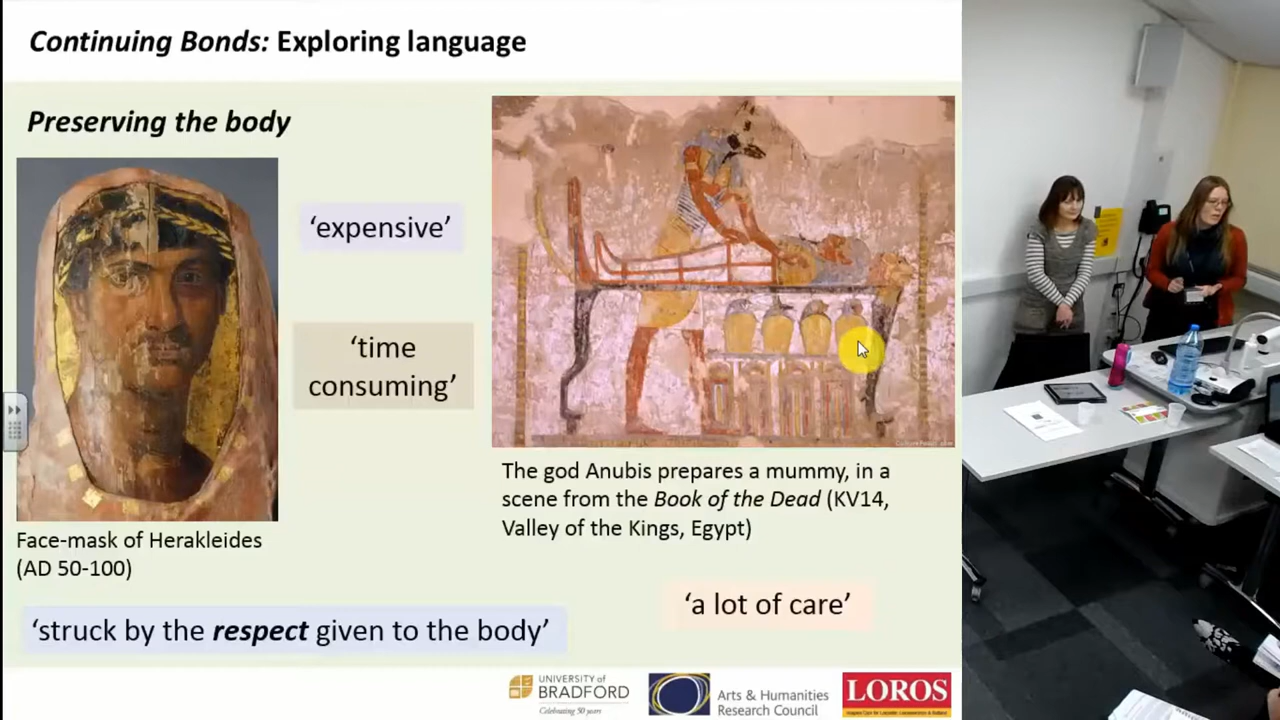 Continuing Bonds: Exploring language
Preserving the body
‘expensive’
‘time
consuming’
Face-mask of Herakleides
(AD 50-100)
The god Anubis prepares a mummy, in a
scene from the Book of the Dead (KV14,
Valley of the Kings, Egypt)
‘a lot of care’
‘struck by the respect given to the body’
UNIVERSITY of
BRADFORD
Celebrating 50 years
Arts & Humanities
Research Council
LOROS